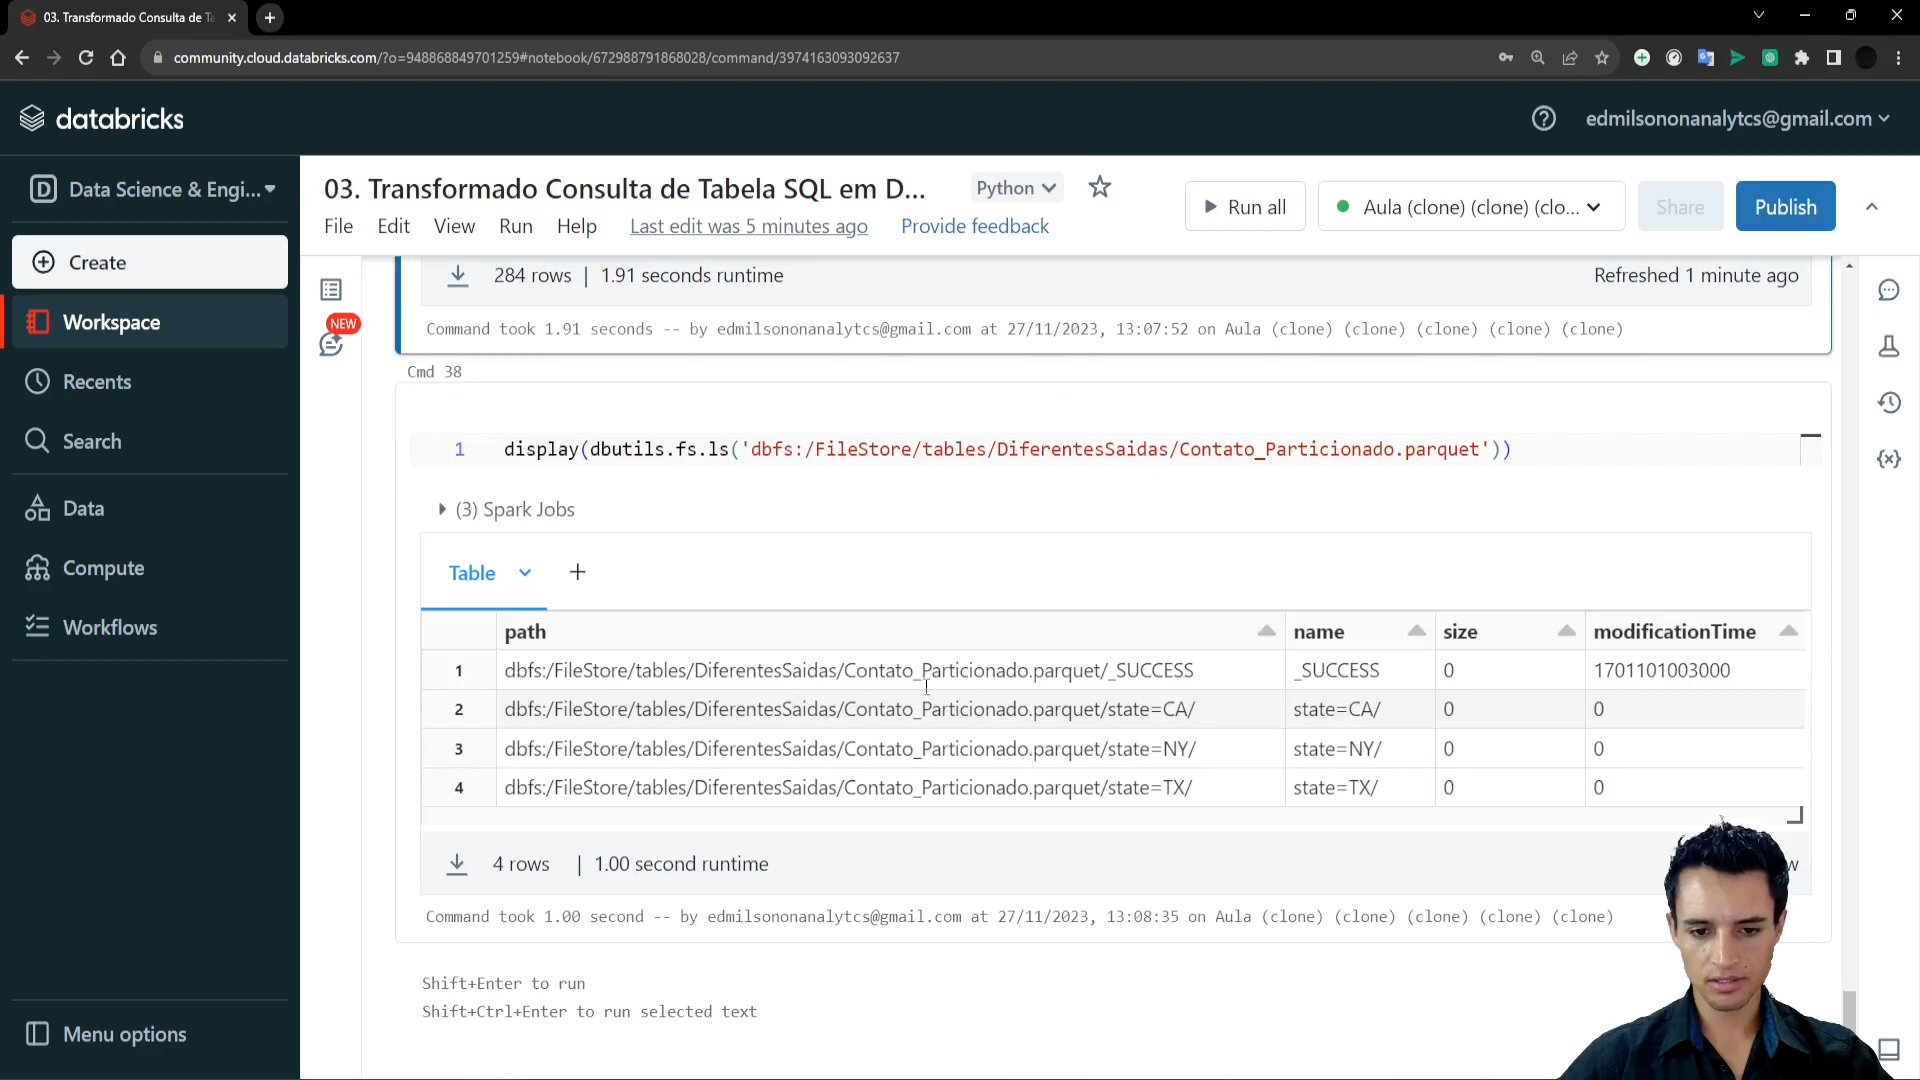 03. Transformado Consulta de Ta
community.cloud.databricks.com/?o=948868849701259#notebook/672988791868028/command/3974163093092637
databricks
edmilsononanalytcs@gmail.com
D Data Science & Engi...
03. Transformado Consulta de Tabela SQL em D...
Python
Run all
Aula (clone) (clone) (clo...
Share
Publish
File Edit View Run Help Last edit was 5 minutes ago Provide feedback
Create
Workspace
Recents
Search
Data
Compute
Workflows
Menu options
NEW
284 rows | 1.91 seconds runtime
Refreshed 1 minute ago
Command took 1.91 seconds -- by edmilsononanalytcs@gmail.com at 27/11/2023, 13:07:52 on Aula (clone) (clone) (clone) (clone) (clone)
Cmd 38
1 display(dbutils.fs.ls('dbfs:/FileStore/tables/DiferentesSaidas/Contato_Particionado.parquet'))
(3) Spark Jobs
Table +
path name size modificationTime
1 dbfs:/FileStore/tables/DiferentesSaidas/Contato_Particionado.parquet/_SUCCESS _SUCCESS 0 1701101003000
2 dbfs:/FileStore/tables/DiferentesSaidas/Contato_Particionado.parquet/state=CA/ state=CA/ 0 0
3 dbfs:/FileStore/tables/DiferentesSaidas/Contato_Particionado.parquet/state=NY/ state=NY/ 0 0
4 dbfs:/FileStore/tables/DiferentesSaidas/Contato_Particionado.parquet/state=TX/ state=TX/ 0 0
4 rows | 1.00 second runtime
Command took 1.00 second -- by edmilsononanalytcs@gmail.com at 27/11/2023, 13:08:35 on Aula (clone) (clone) (clone) (clone) (clone)
Shift+Enter to run
Shift+Ctrl+Enter to run selected text